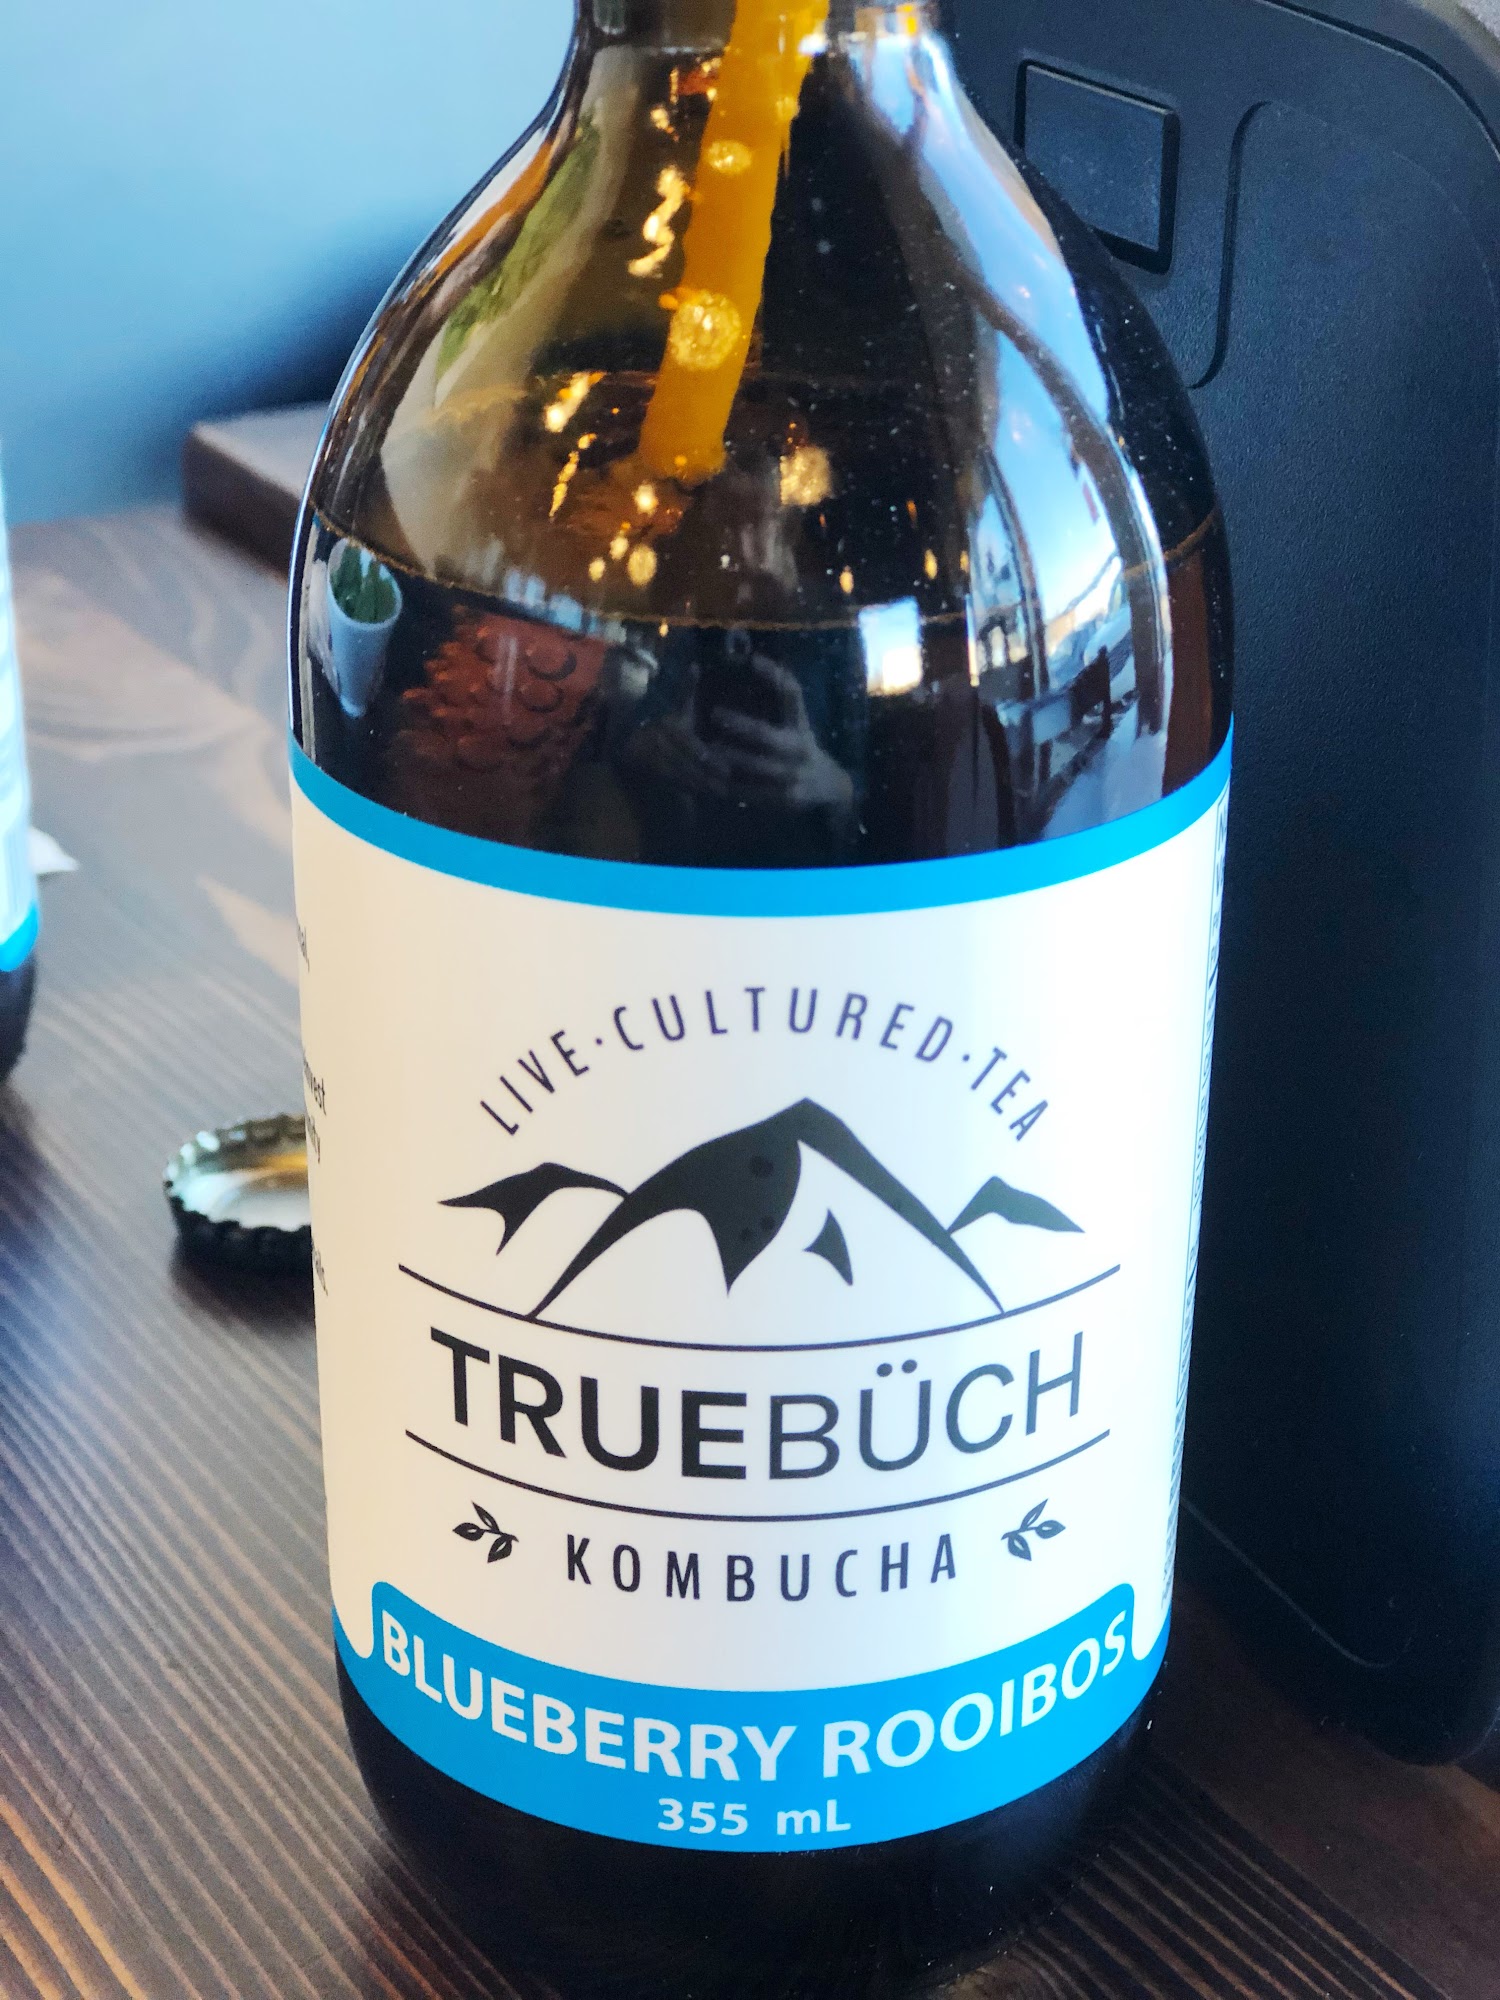 LIVE·CULTURED·TEA
TRUEBÜCH
KOMBUCHA
BLUEBERRY ROOIBOS
355 mL